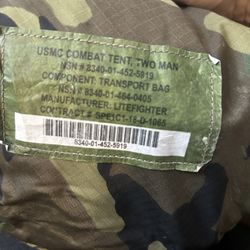 USMC COMBAT TENT, TWO MAN
NSN # 8340-01-452-5919
COMPONENT: TRANSPORT BAG
NSN # 8340-01-464-0405
MANUFACTURER: LITEFIGHTER
CONTRACT # SPE1C1-16-D-1065
8340-01-452-5919